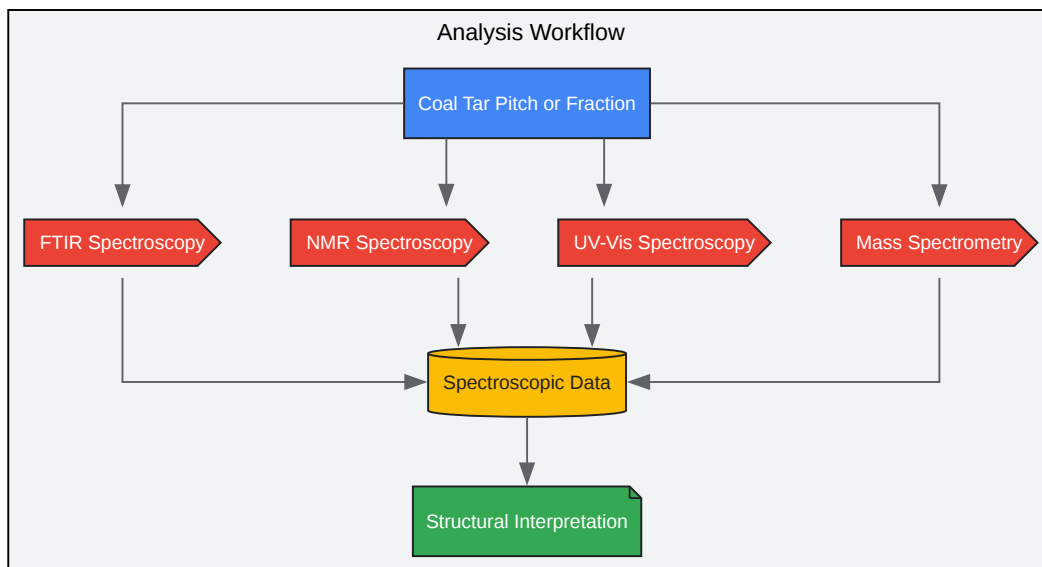 Analysis Workflow
Coal Tar Pitch or Fraction
FTIR Spectroscopy
NMR Spectroscopy
UV-Vis Spectroscopy
Mass Spectrometry
Spectroscopic Data
Structural Interpretation